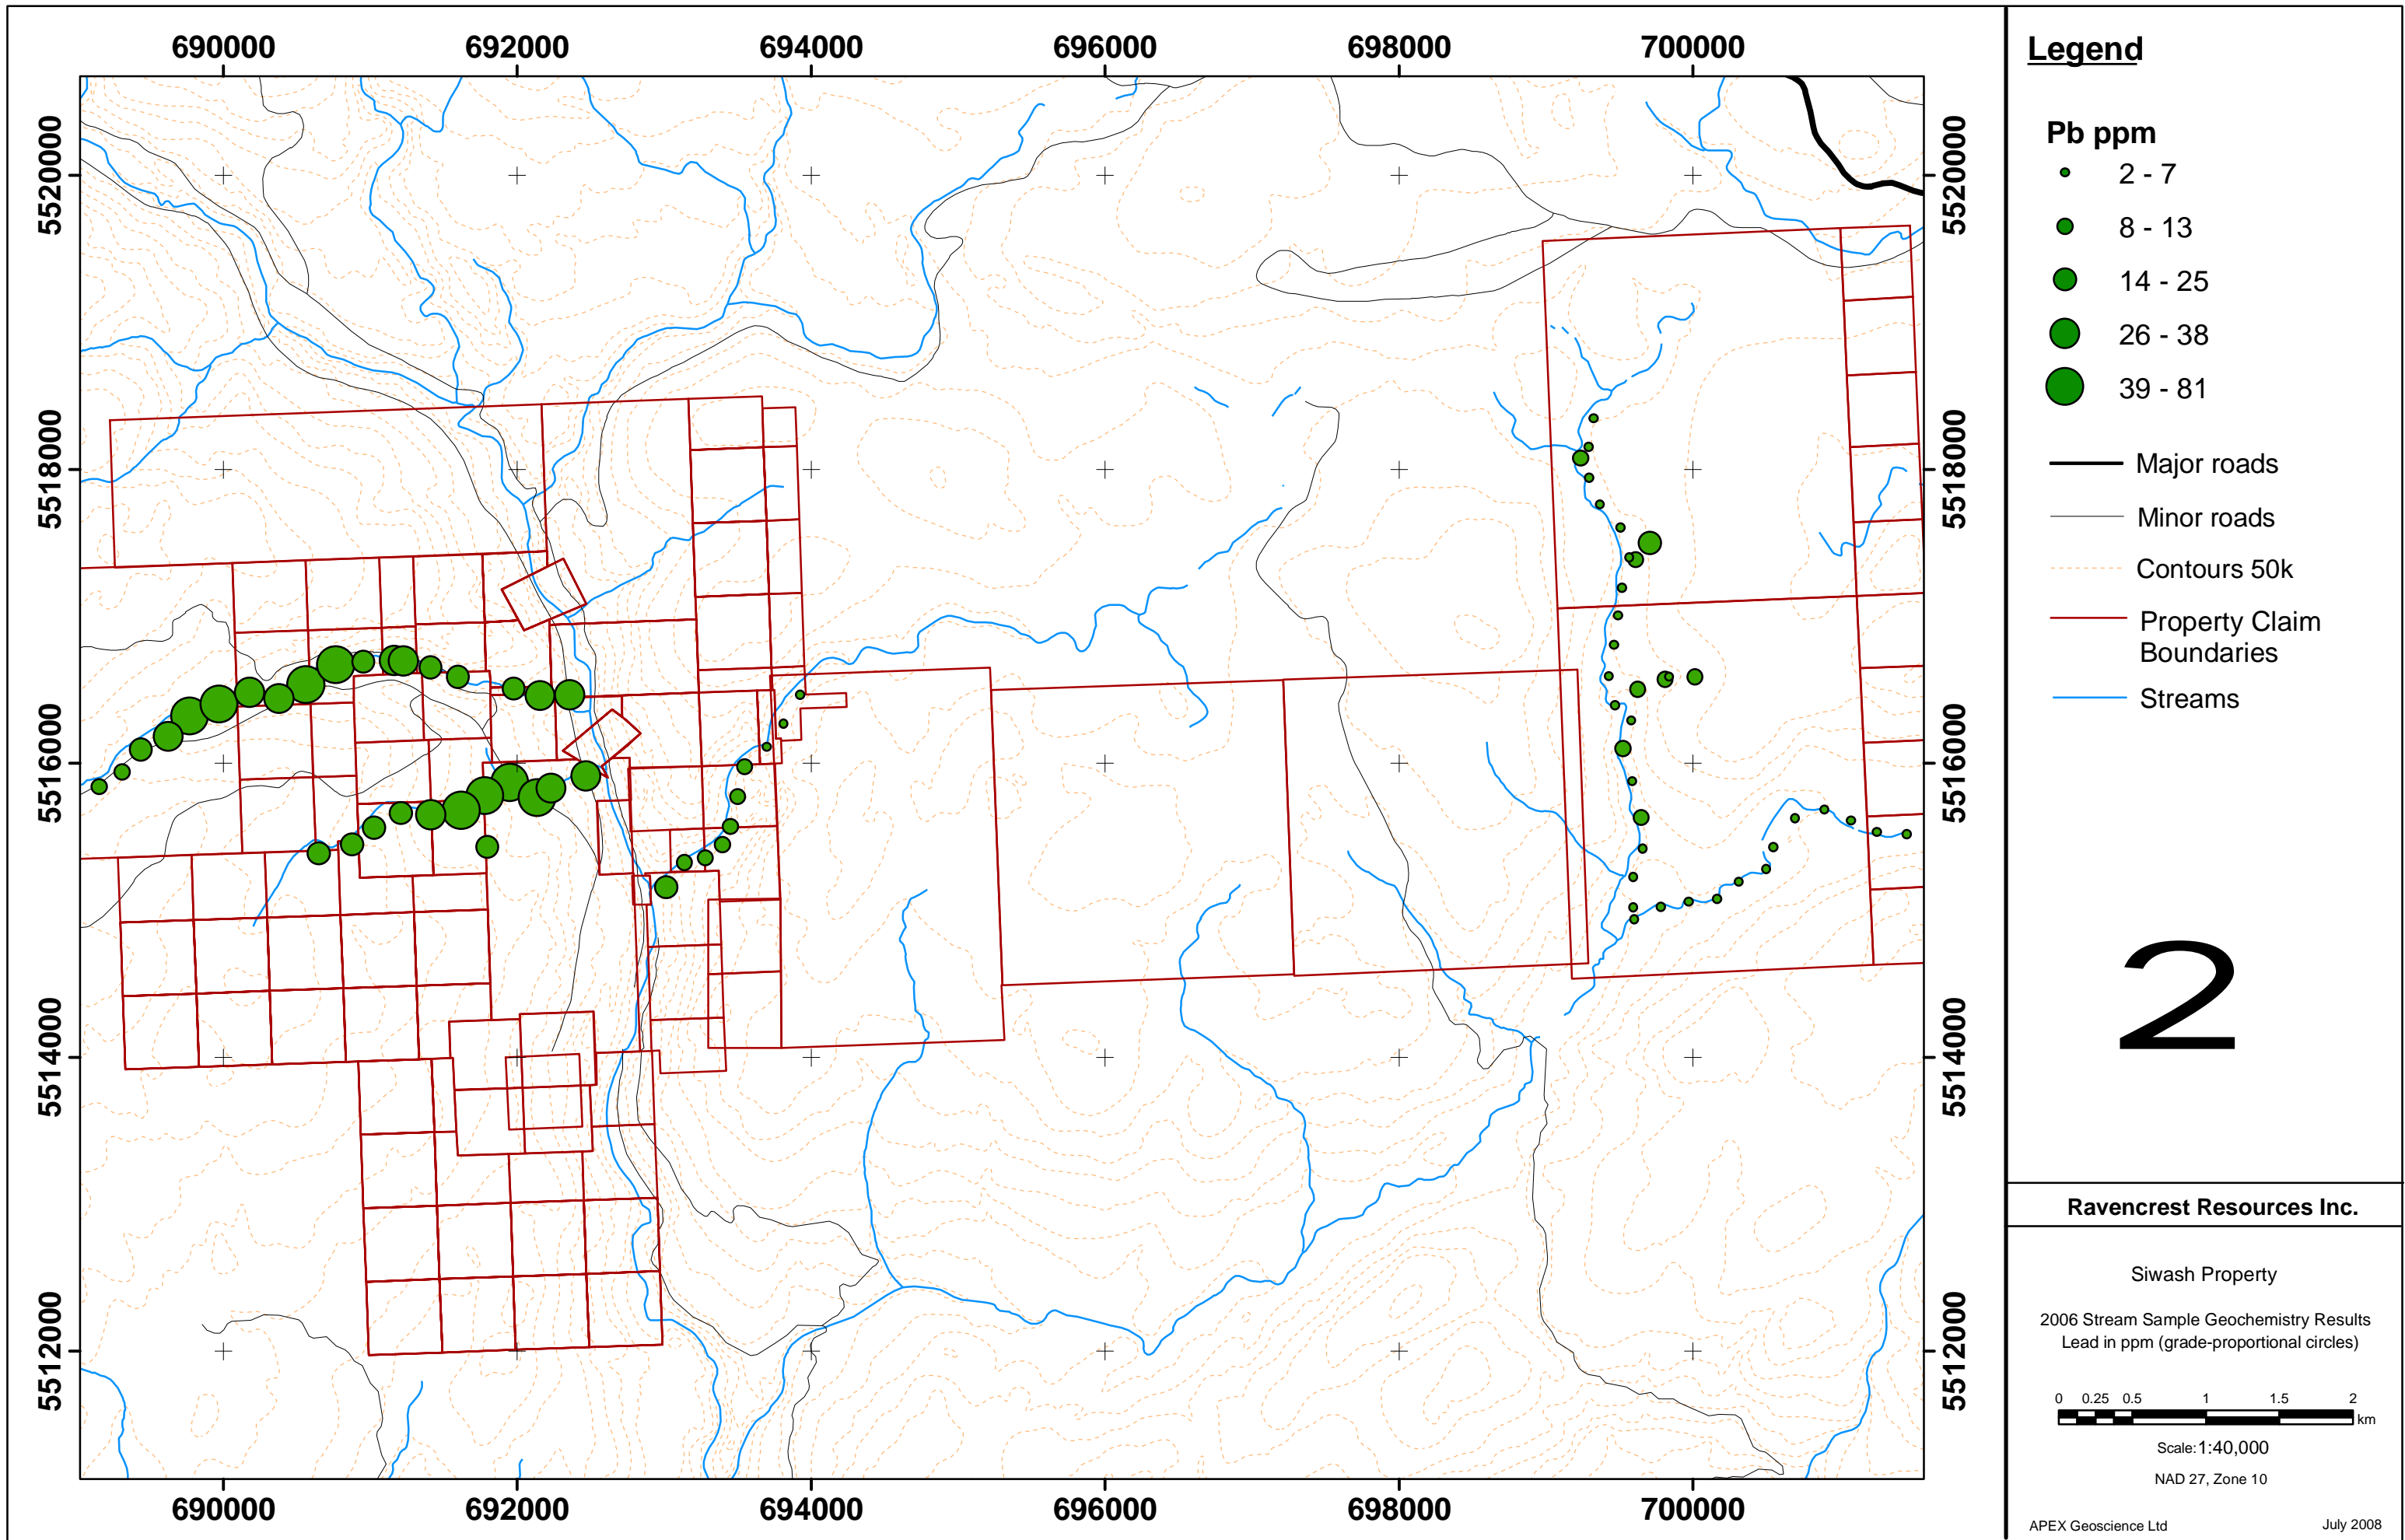 690000 692000 694000 696000 698000 700000
5520000 5520000
5518000 5518000
5516000 5516000
5514000 5514000
5512000 5512000
690000 692000 694000 696000 698000 700000
Legend
Pb ppm
2 - 7
8 - 13
14 - 25
26 - 38
39 - 81
Major roads
Minor roads
Contours 50k
Property Claim
Boundaries
Streams
2
Ravencrest Resources Inc.
Siwash Property
2006 Stream Sample Geochemistry Results
Lead in ppm (grade-proportional circles)
0 0.25 0.5 1 1.5 2
km
Scale: 1:40,000
NAD 27, Zone 10
APEX Geoscience Ltd July 2008